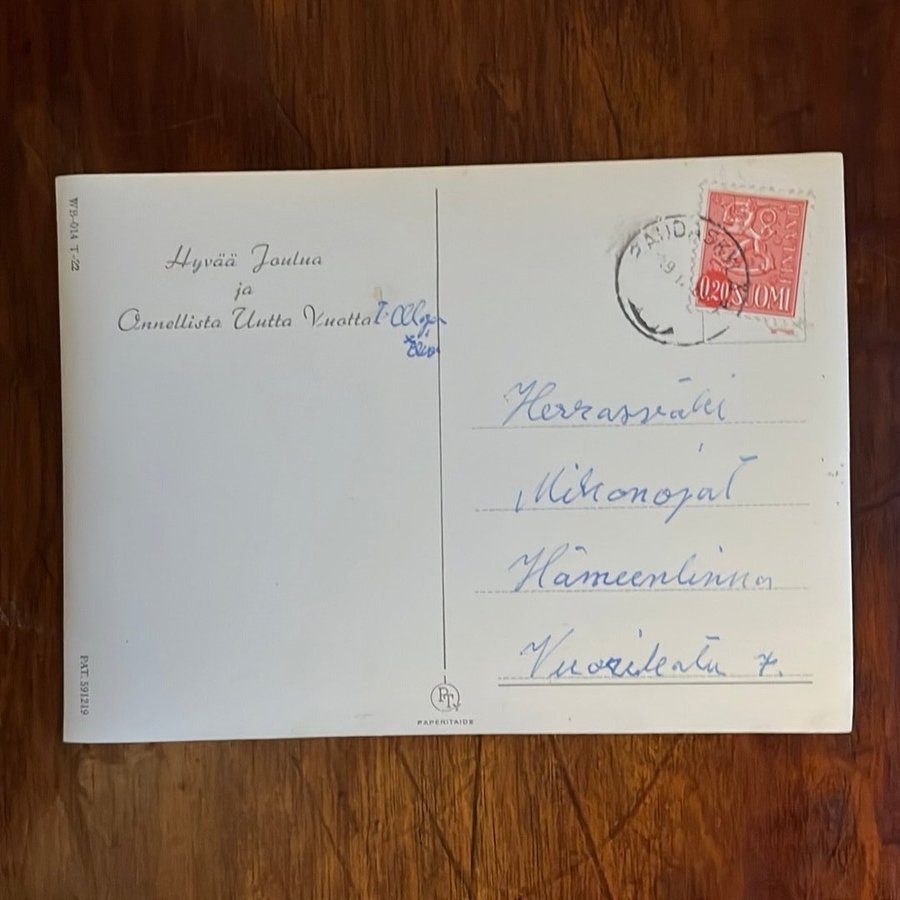 WB-014 T-22
Hyvää Joulua
ja
Onnellista Uutta Vuotta
0.20 SUOMI
Herrasväki
Mikonojat
Hämeenlinna
Vuorikatu 7.
PAT. 591219
PTy
PAPERITAIDE